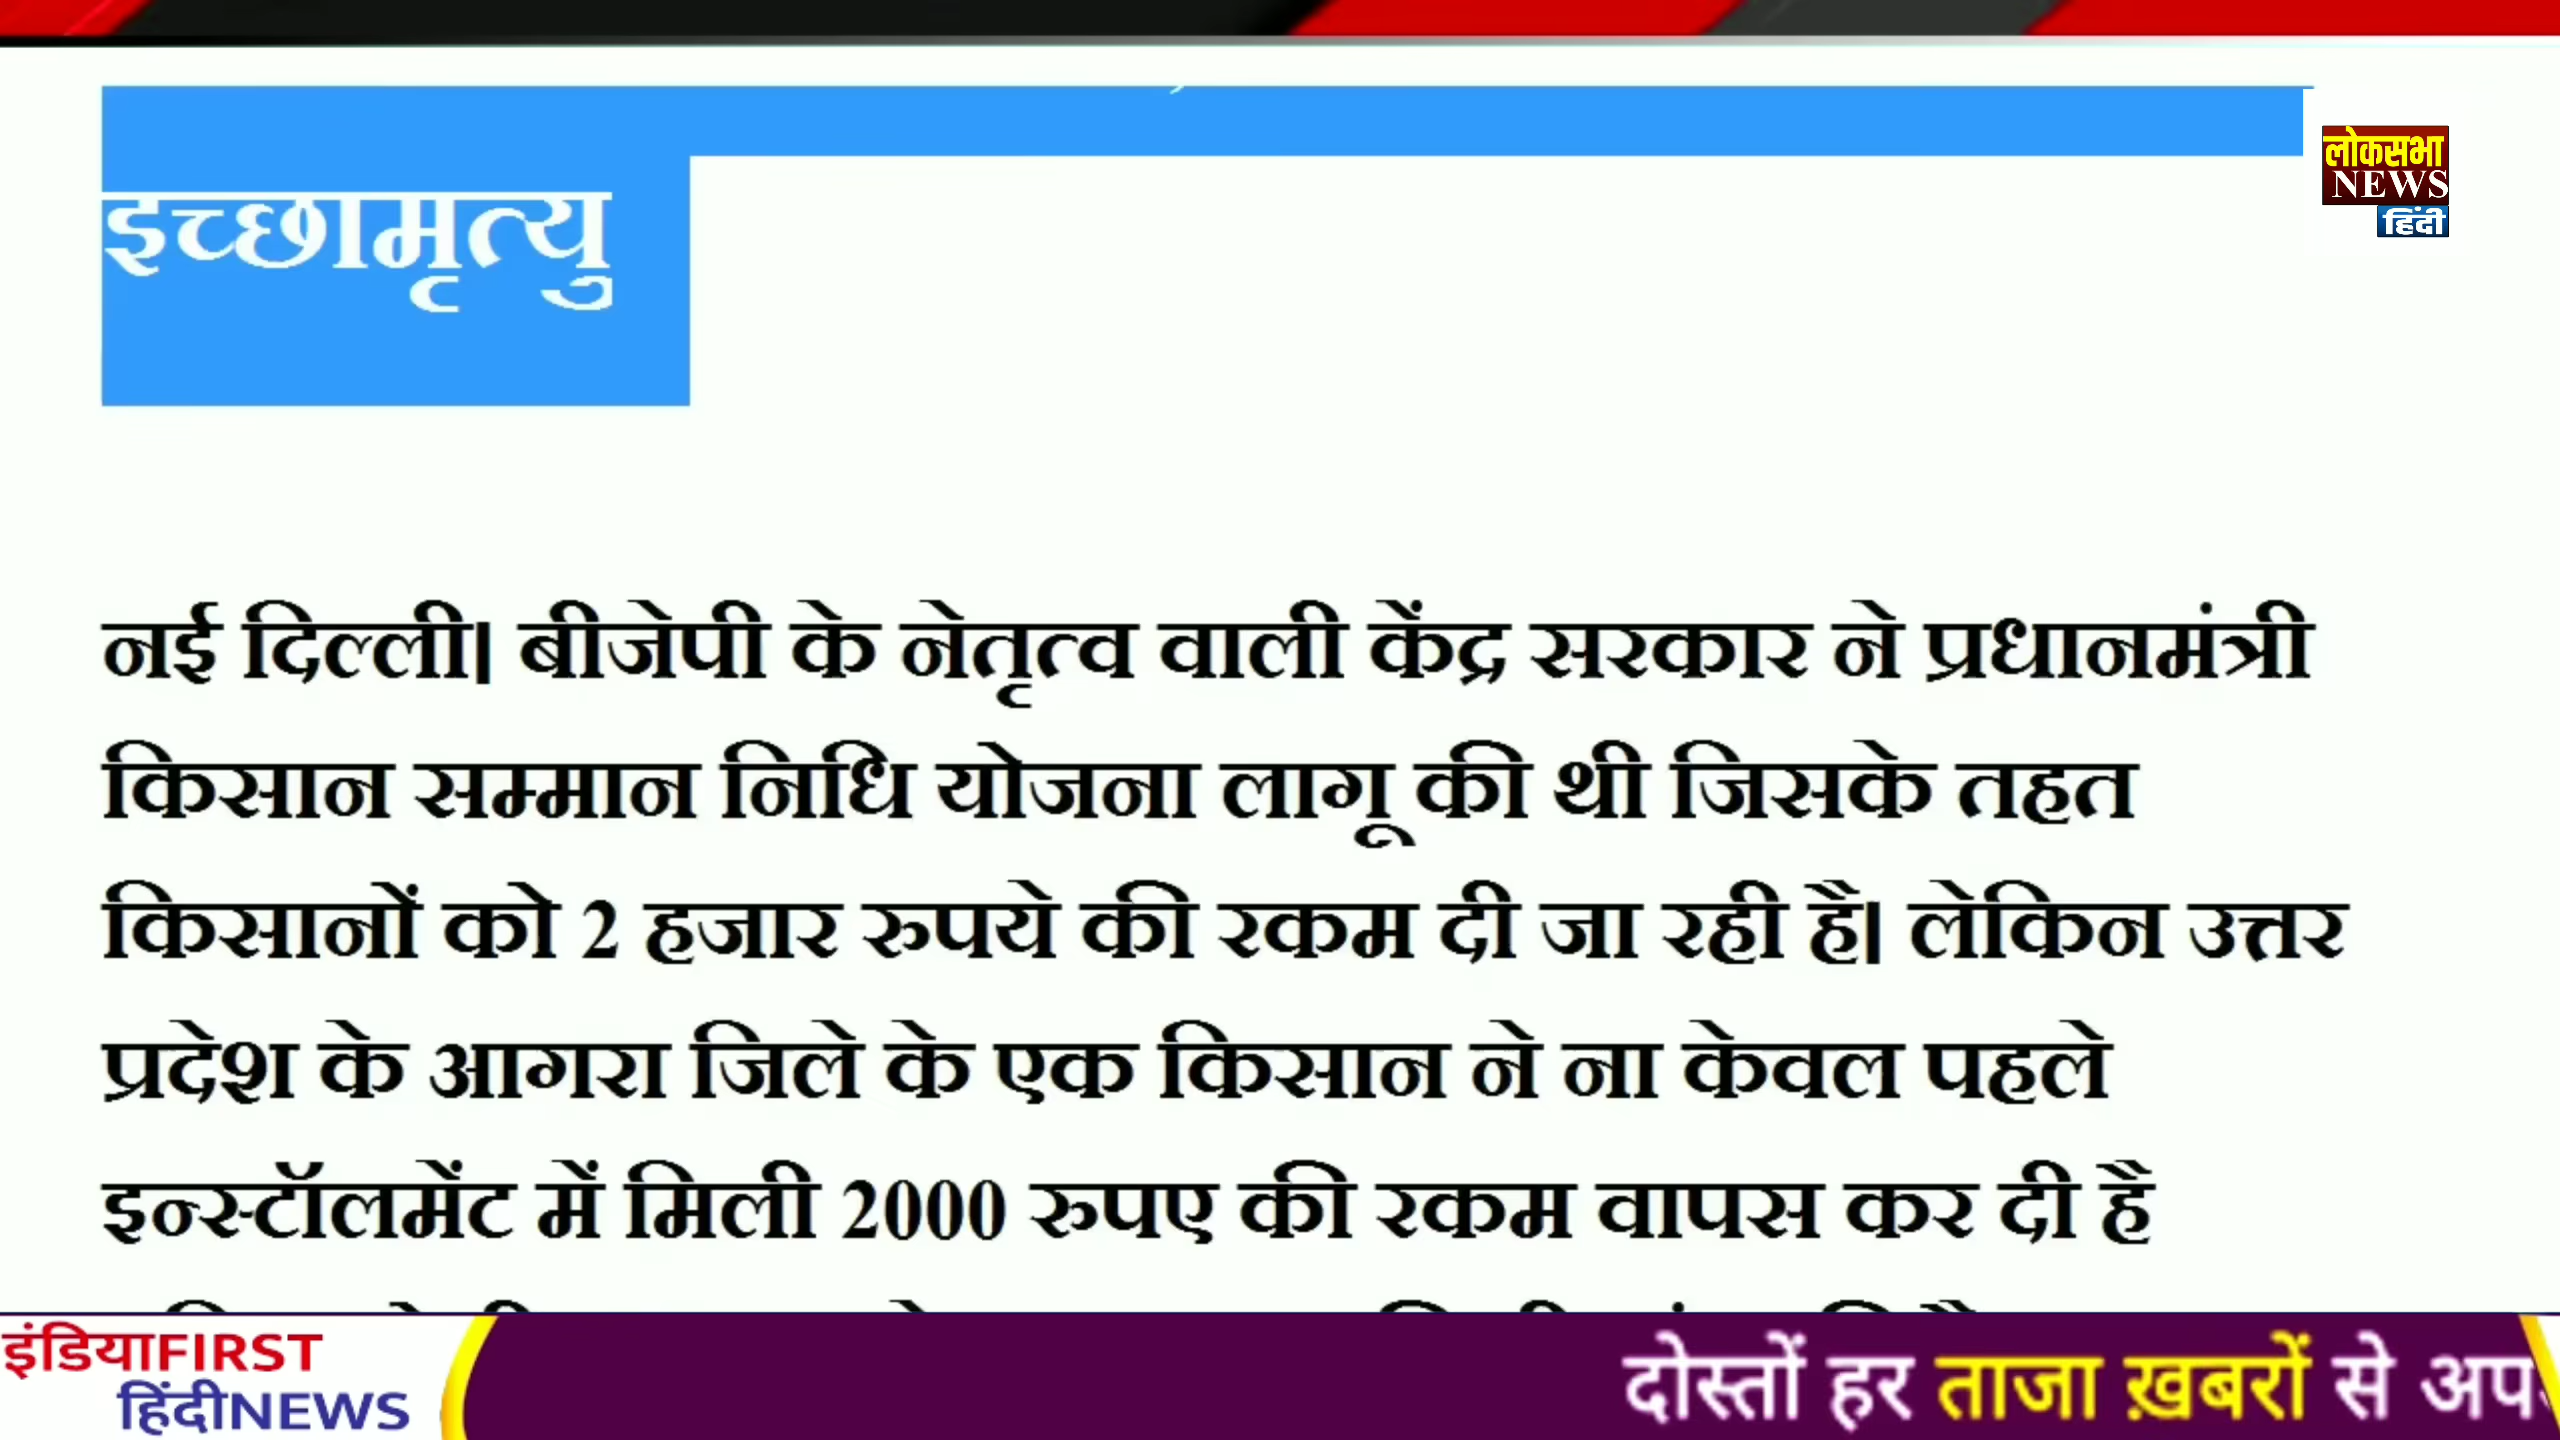 लोकसभा
NEWS
हिंदी
इच्छामृत्यु
नई दिल्ली। बीजेपी के नेतृत्व वाली केंद्र सरकार ने प्रधानमंत्री
किसान सम्मान निधि योजना लागू की थी जिसके तहत
किसानों को 2 हजार रुपये की रकम दी जा रही है। लेकिन उत्तर
प्रदेश के आगरा जिले के एक किसान ने ना केवल पहले
इन्स्टॉलमेंट में मिली 2000 रुपए की रकम वापस कर दी है
इंडियाFIRST
हिंदीNEWS
दोस्तों हर ताजा ख़बरों से